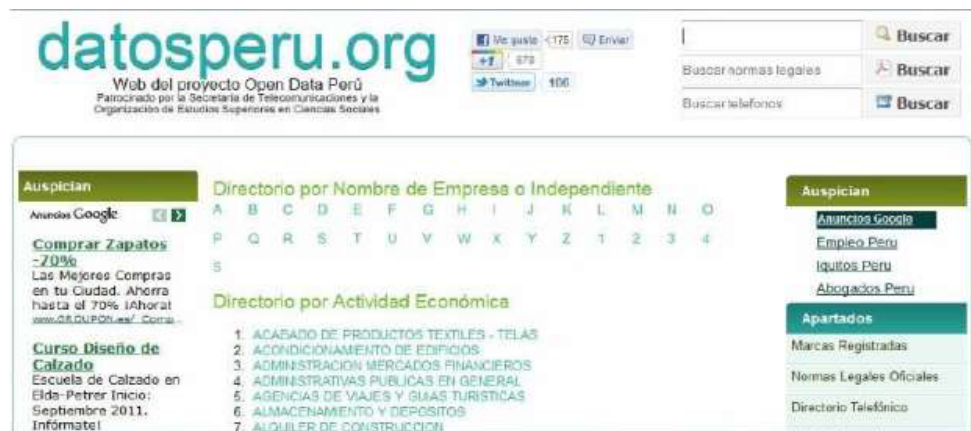 datosperu.org
Web del proyecto Open Data Perú
Patrocinado por la Secretaria de Telecomunicaciones y la
Organización de Estudios Superiores en Ciencias Sociales
Me gusta 175 Enviar
+1 679
Twittear 106
Buscar
Buscar normas legales Buscar
Buscar telefonos Buscar
Auspician
Anuncios Google
Comprar Zapatos
-70%
Las Mejores Compras
en tu Ciudad. Ahorra
hasta el 70% ¡Ahora!
www.GROUPON.es/
Curso Diseño de
Calzado
Escuela de Calzado en
Elda-Petrer Inicio:
Septiembre 2011.
Infórmate!
Directorio por Nombre de Empresa o Independiente
A B C D E F G H I J K L M N O
P Q R S T U V W X Y Z 1 2 3 4
5
Directorio por Actividad Económica
1. ACABADO DE PRODUCTOS TEXTILES - TELAS
2. ACONDICIONAMIENTO DE EDIFICIOS
3. ADMINISTRACION MERCADOS FINANCIEROS
4. ADMINISTRATIVAS PUBLICAS EN GENERAL
5. AGENCIAS DE VIAJES Y GUIAS TURISTICAS
6. ALMACENAMIENTO Y DEPOSITOS
7. ALQUILER DE CONSTRUCCION
Auspician
Anuncios Google
Empleo Peru
Iquitos Peru
Abogados Peru
Apartados
Marcas Registradas
Normas Legales Oficiales
Directorio Telefónico